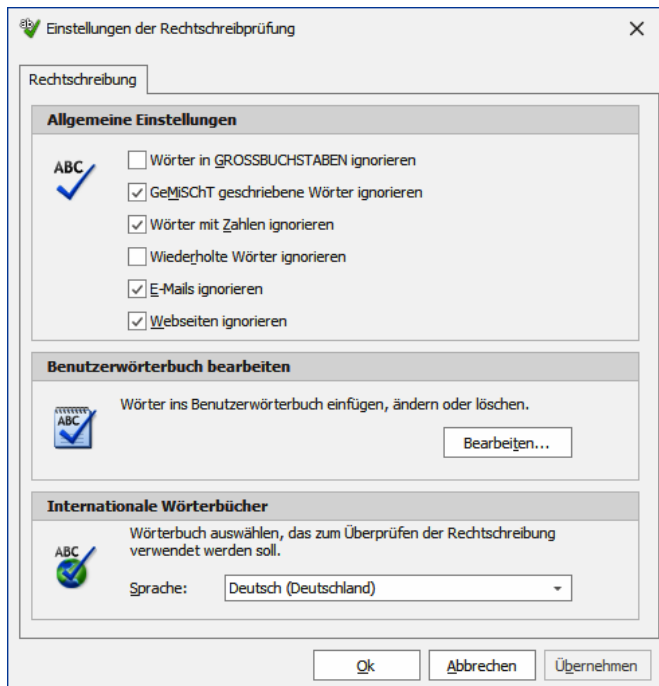 Einstellungen der Rechtschreibprüfung
Rechtschreibung
Allgemeine Einstellungen
ABC
Wörter in GROSSBUCHSTABEN ignorieren
GeMiSChT geschriebene Wörter ignorieren
Wörter mit Zahlen ignorieren
Wiederholte Wörter ignorieren
E-Mails ignorieren
Webseiten ignorieren
Benutzerwörterbuch bearbeiten
ABC
Wörter ins Benutzerwörterbuch einfügen, ändern oder löschen.
Bearbeiten...
Internationale Wörterbücher
ABC
Wörterbuch auswählen, das zum Überprüfen der Rechtschreibung
verwendet werden soll.
Sprache: Deutsch (Deutschland)
Ok Abbrechen Übernehmen